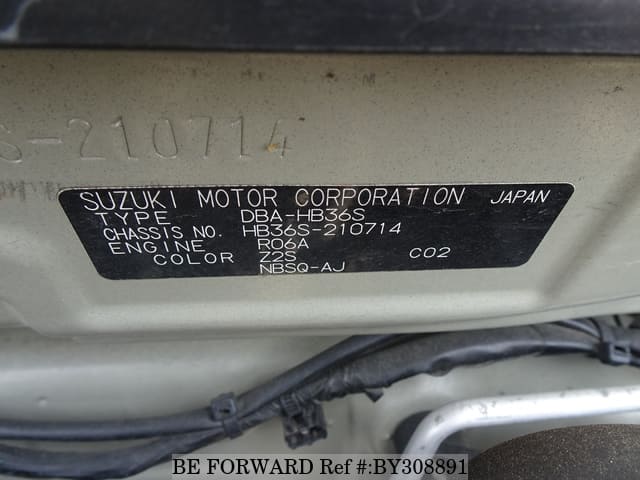 S-210714
SUZUKI MOTOR CORPORATION JAPAN
TYPE DBA-HB36S
CHASSIS NO. HB36S-210714
ENGINE R06A
COLOR Z2S C02
NBSQ-AJ
BE FORWARD Ref #:BY308891